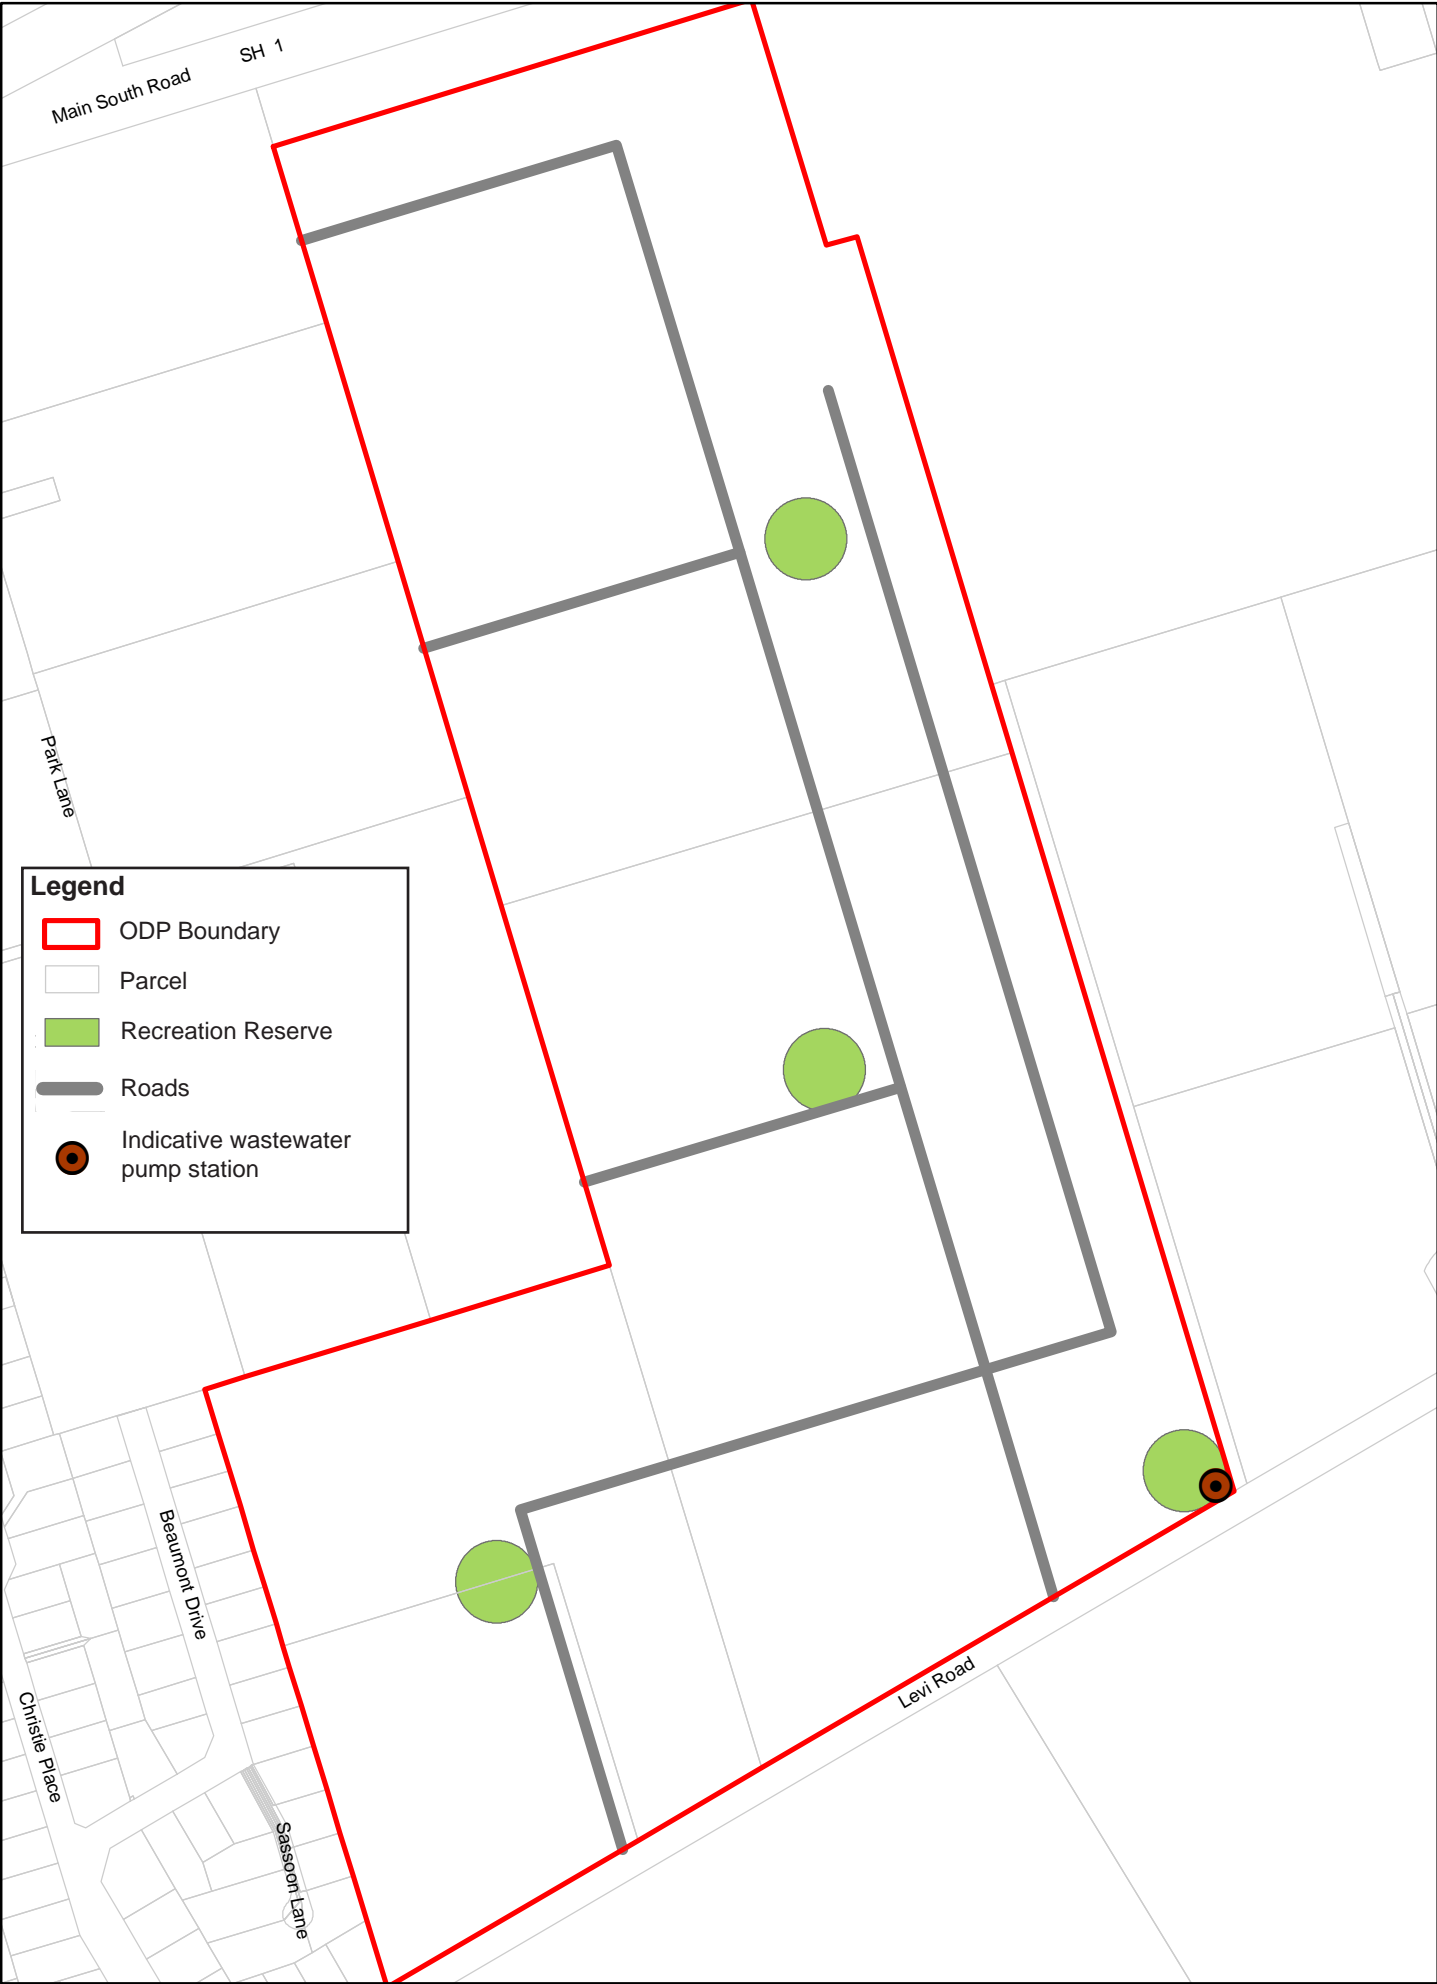 SH 1
Main South Road
Park Lane
Legend
ODP Boundary
Parcel
Recreation Reserve
Roads
Indicative wastewater
pump station
Beaumont Drive
Christie Place
Sassoon Lane
Levi Road